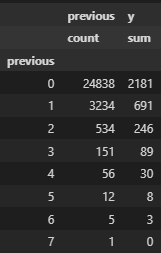 previous y
count sum
previous
0 24838 2181
1 3234 691
2 534 246
3 151 89
4 56 30
5 12 8
6 5 3
7 1 0